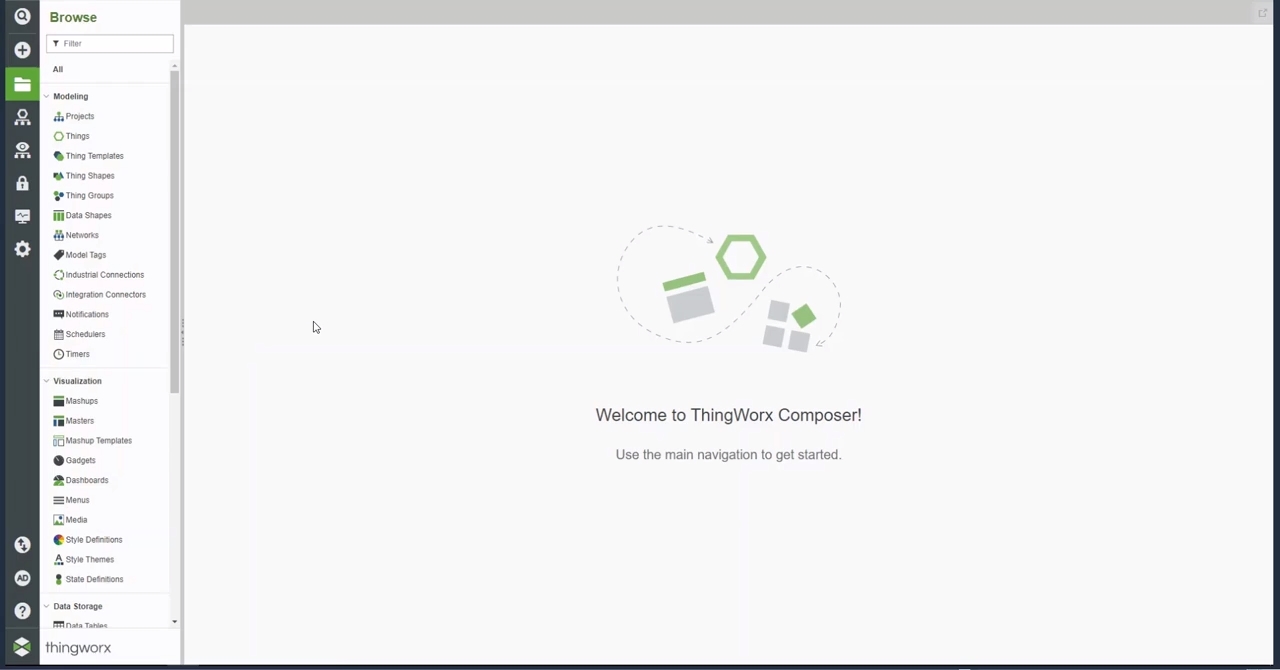 Browse
Filter
All
Modeling
Projects
Things
Thing Templates
Thing Shapes
Thing Groups
Data Shapes
Networks
Model Tags
Industrial Connections
Integration Connectors
Notifications
Schedulers
Timers
Visualization
Mashups
Masters
Mashup Templates
Gadgets
Dashboards
Menus
Media
Style Definitions
Style Themes
State Definitions
Data Storage
Data Tables
AD
?
thingworx
Welcome to ThingWorx Composer!
Use the main navigation to get started.